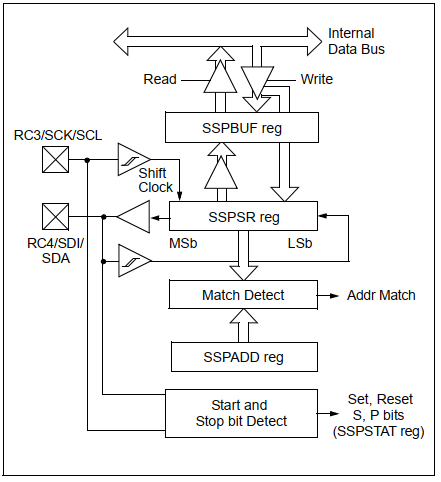 Internal
Data Bus
Read
Write
SSPBUF reg
RC3/SCK/SCL
Shift
Clock
SSPSR reg
MSb
LSb
RC4/SDI/
SDA
Match Detect
Addr Match
SSPADD reg
Start and
Stop bit Detect
Set, Reset
S, P bits
(SSPSTAT reg)